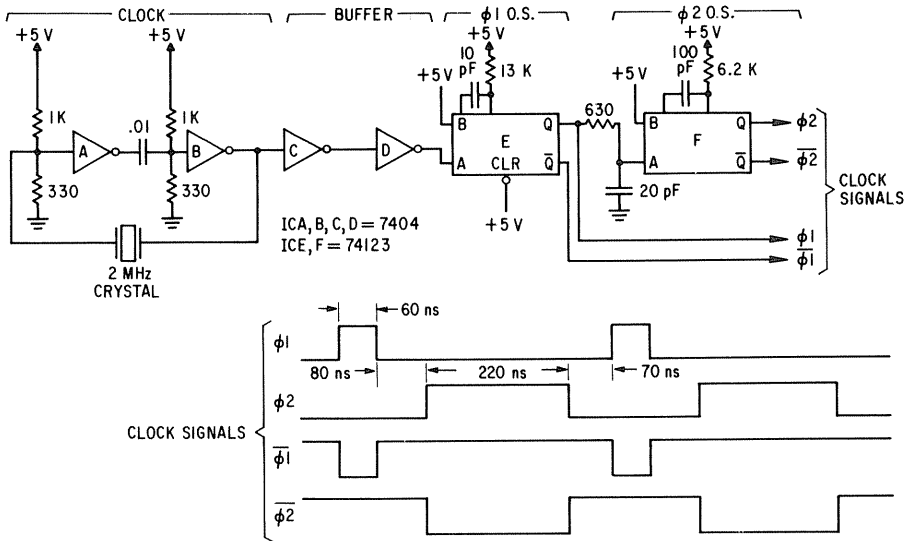 CLOCK
BUFFER
ϕ1 O.S.
ϕ2 O.S.
+5 V
+5 V
+5 V
10 pF
13 K
+5V
+5 V
100 pF
6.2 K
+5V
1K
.01
1K
A
B
C
D
330
330
B
Q
E
A
CLR
Q̅
+5 V
630
20 pF
B
Q
F
A
Q̅
ϕ2
ϕ2̅
ϕ1
ϕ1̅
CLOCK SIGNALS
2 MHz
CRYSTAL
ICA, B, C, D = 7404
ICE, F = 74123
60 ns
ϕ1
80 ns
220 ns
70 ns
ϕ2
CLOCK SIGNALS
ϕ1̅
ϕ2̅